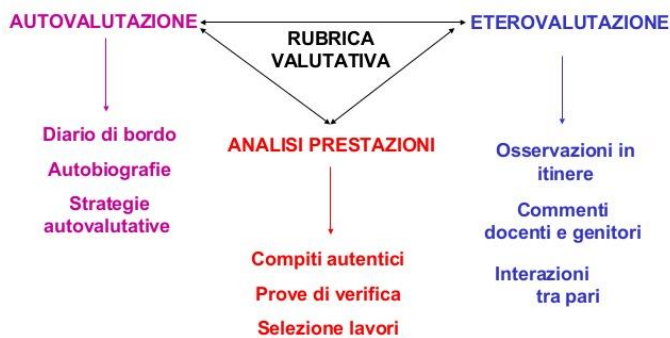 AUTOVALUTAZIONE
ETEROVALUTAZIONE
RUBRICA
VALUTATIVA
Diario di bordo
Autobiografie
Strategie
autovalutative
ANALISI PRESTAZIONI
Compiti autentici
Prove di verifica
Selezione lavori
Osservazioni in
itinere
Commenti
docenti e genitori
Interazioni
tra pari